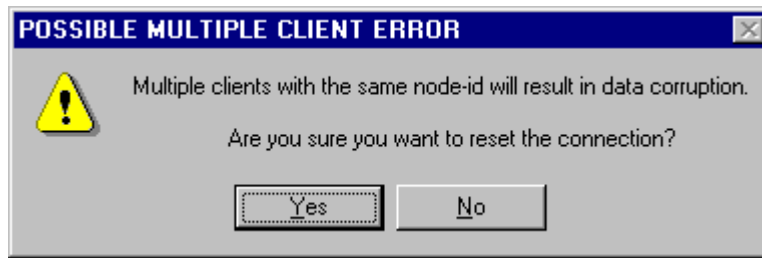 POSSIBLE MULTIPLE CLIENT ERROR
Multiple clients with the same node-id will result in data corruption.
Are you sure you want to reset the connection?
Yes No